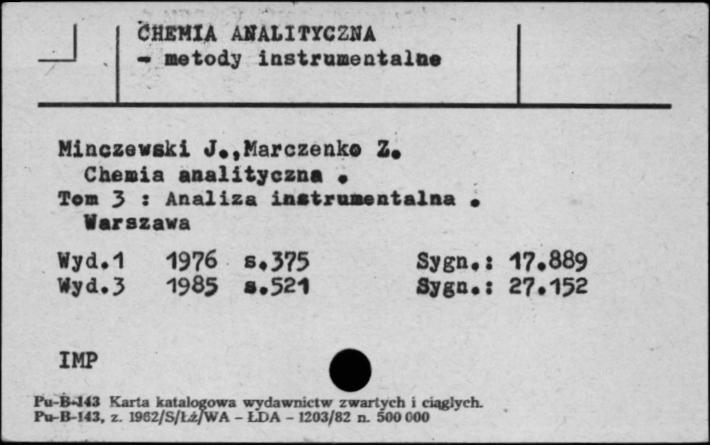 CHEMIA ANALITYCZNA
- metody instrumentalne
Minczewski J.,Marczenko Z.
Chemia analityczna .
Tom 3 : Analiza instrumentalna .
Warszawa
Wyd.1 1976 s.375 Sygn.: 17.889
Wyd.3 1985 s.521 Sygn.: 27.152
IMP
Pu-B-143 Karta katalogowa wydawnictw zwartych i ciągłych.
Pu-B-143, z. 1962/S/Łż/WA - ŁDA - 1203/82 n. 500 000